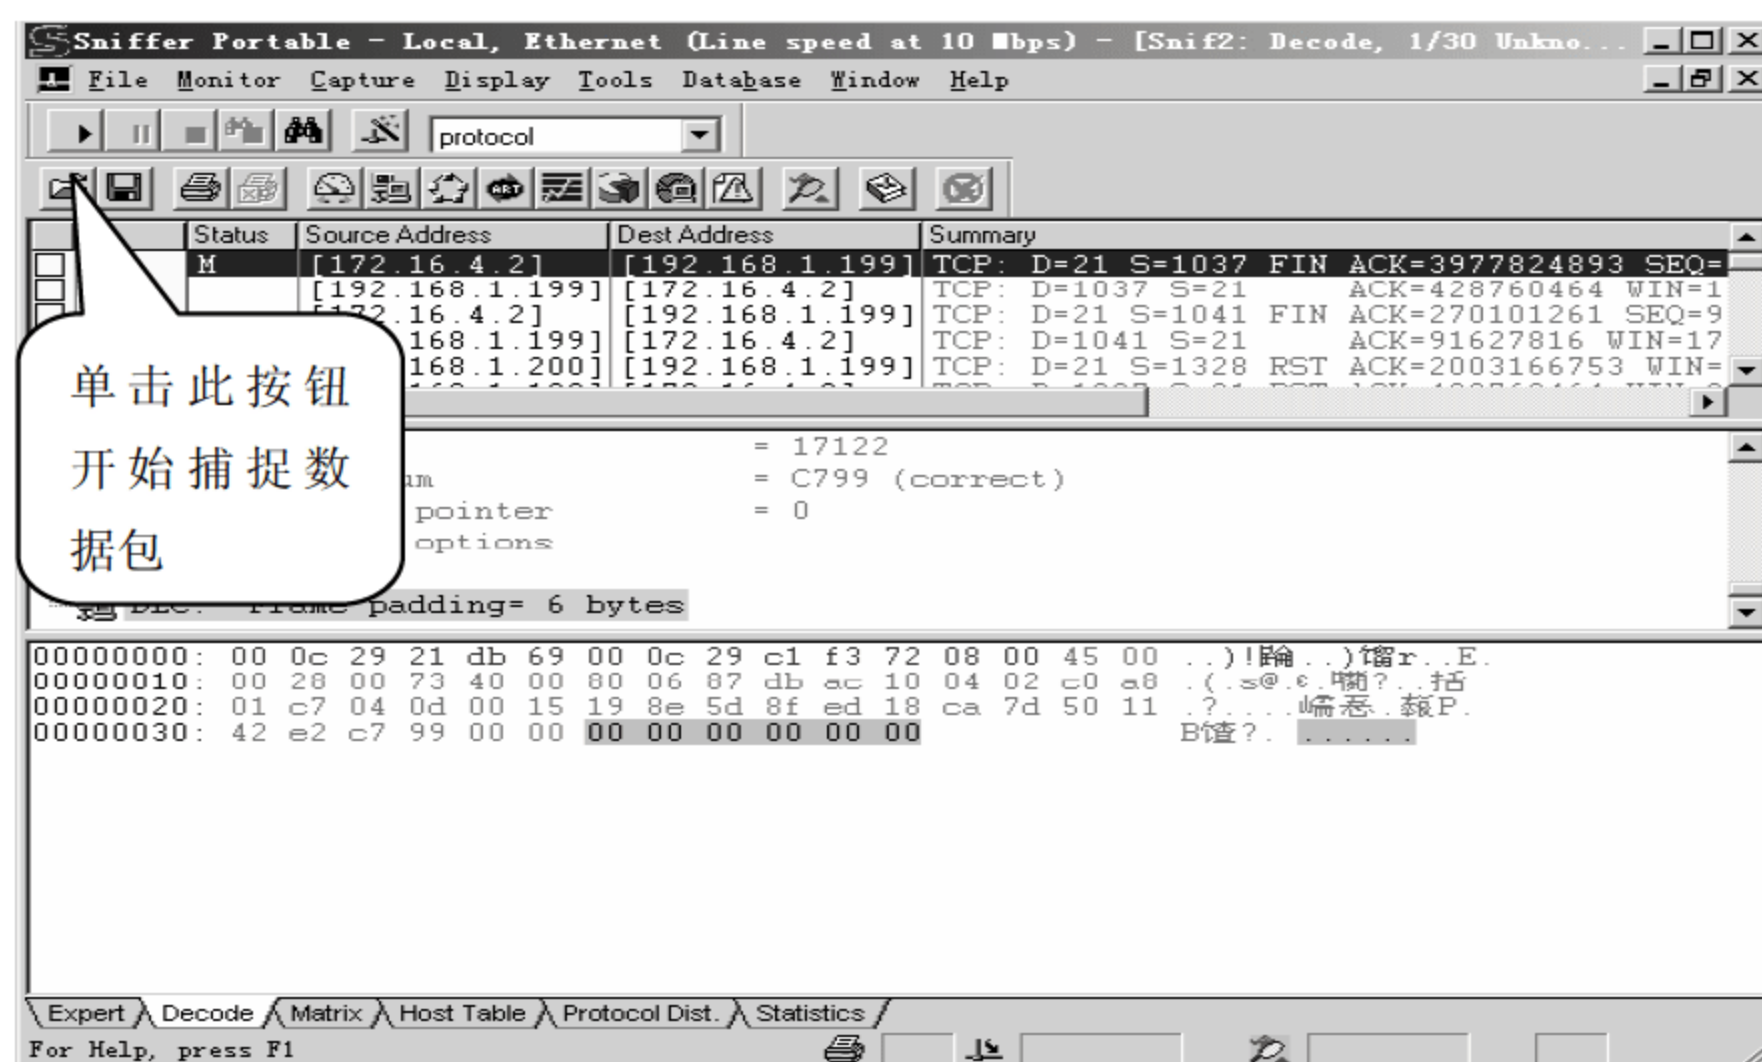 Sniffer Portable - Local, Ethernet (Line speed at 10 Mbps) - [Snif2: Decode, 1/30 Unkno...
File Monitor Capture Display Tools Database Window Help
protocol
Status Source Address Dest Address Summary
M [172.16.4.2] [192.168.1.199] TCP: D=21 S=1037 FIN ACK=3977824893 SEQ=
[192.168.1.199] [172.16.4.2] TCP: D=1037 S=21 ACK=428760464 WIN=1
[172.16.4.2] [192.168.1.199] TCP: D=21 S=1041 FIN ACK=270101261 SEQ=9
168.1.199] [172.16.4.2] TCP: D=1041 S=21 ACK=91627816 WIN=17
168.1.200] [192.168.1.199] TCP: D=21 S=1328 RST ACK=2003166753 WIN=
单击此按钮
开始捕捉数
据包
= 17122
um = C799 (correct)
pointer = 0
options
DLC: Frame padding= 6 bytes
00000000: 00 0c 29 21 db 69 00 0c 29 c1 f3 72 08 00 45 00 ..)! ..) r..E.
00000010: 00 28 00 73 40 00 80 06 87 db ac 10 04 02 c0 a8 .(.s@. ?..括
00000020: 01 c7 04 0d 00 15 19 8e 5d 8f ed 18 ca 7d 50 11 .?.... P.
00000030: 42 e2 c7 99 00 00 00 00 00 00 00 00 B馇?. ......
Expert Decode Matrix Host Table Protocol Dist. Statistics
For Help, press F1